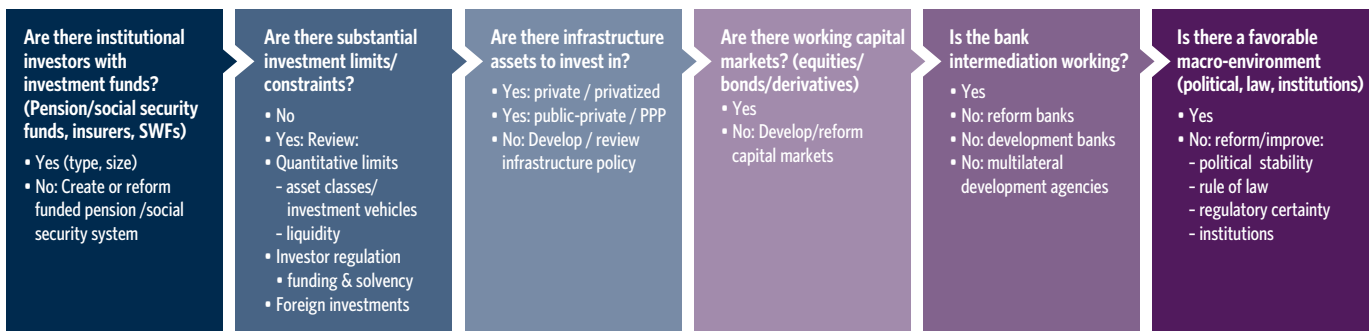 Are there institutional
investors with
investment funds?
(Pension/social security
funds, insurers, SWFs)
• Yes (type, size)
• No: Create or reform
funded pension /social
security system
Are there substantial
investment limits/
constraints?
• No
• Yes: Review:
• Quantitative limits
– asset classes/
investment vehicles
– liquidity
• Investor regulation
• funding & solvency
• Foreign investments
Are there infrastructure
assets to invest in?
• Yes: private / privatized
• Yes: public-private / PPP
• No: Develop / review
infrastructure policy
Are there working capital
markets? (equities/
bonds/derivatives)
• Yes
• No: Develop/reform
capital markets
Is the bank
intermediation working?
• Yes
• No: reform banks
• No: development banks
• No: multilateral
development agencies
Is there a favorable
macro-environment
(political, law, institutions)
• Yes
• No: reform/improve:
– political stability
– rule of law
– regulatory certainty
– institutions